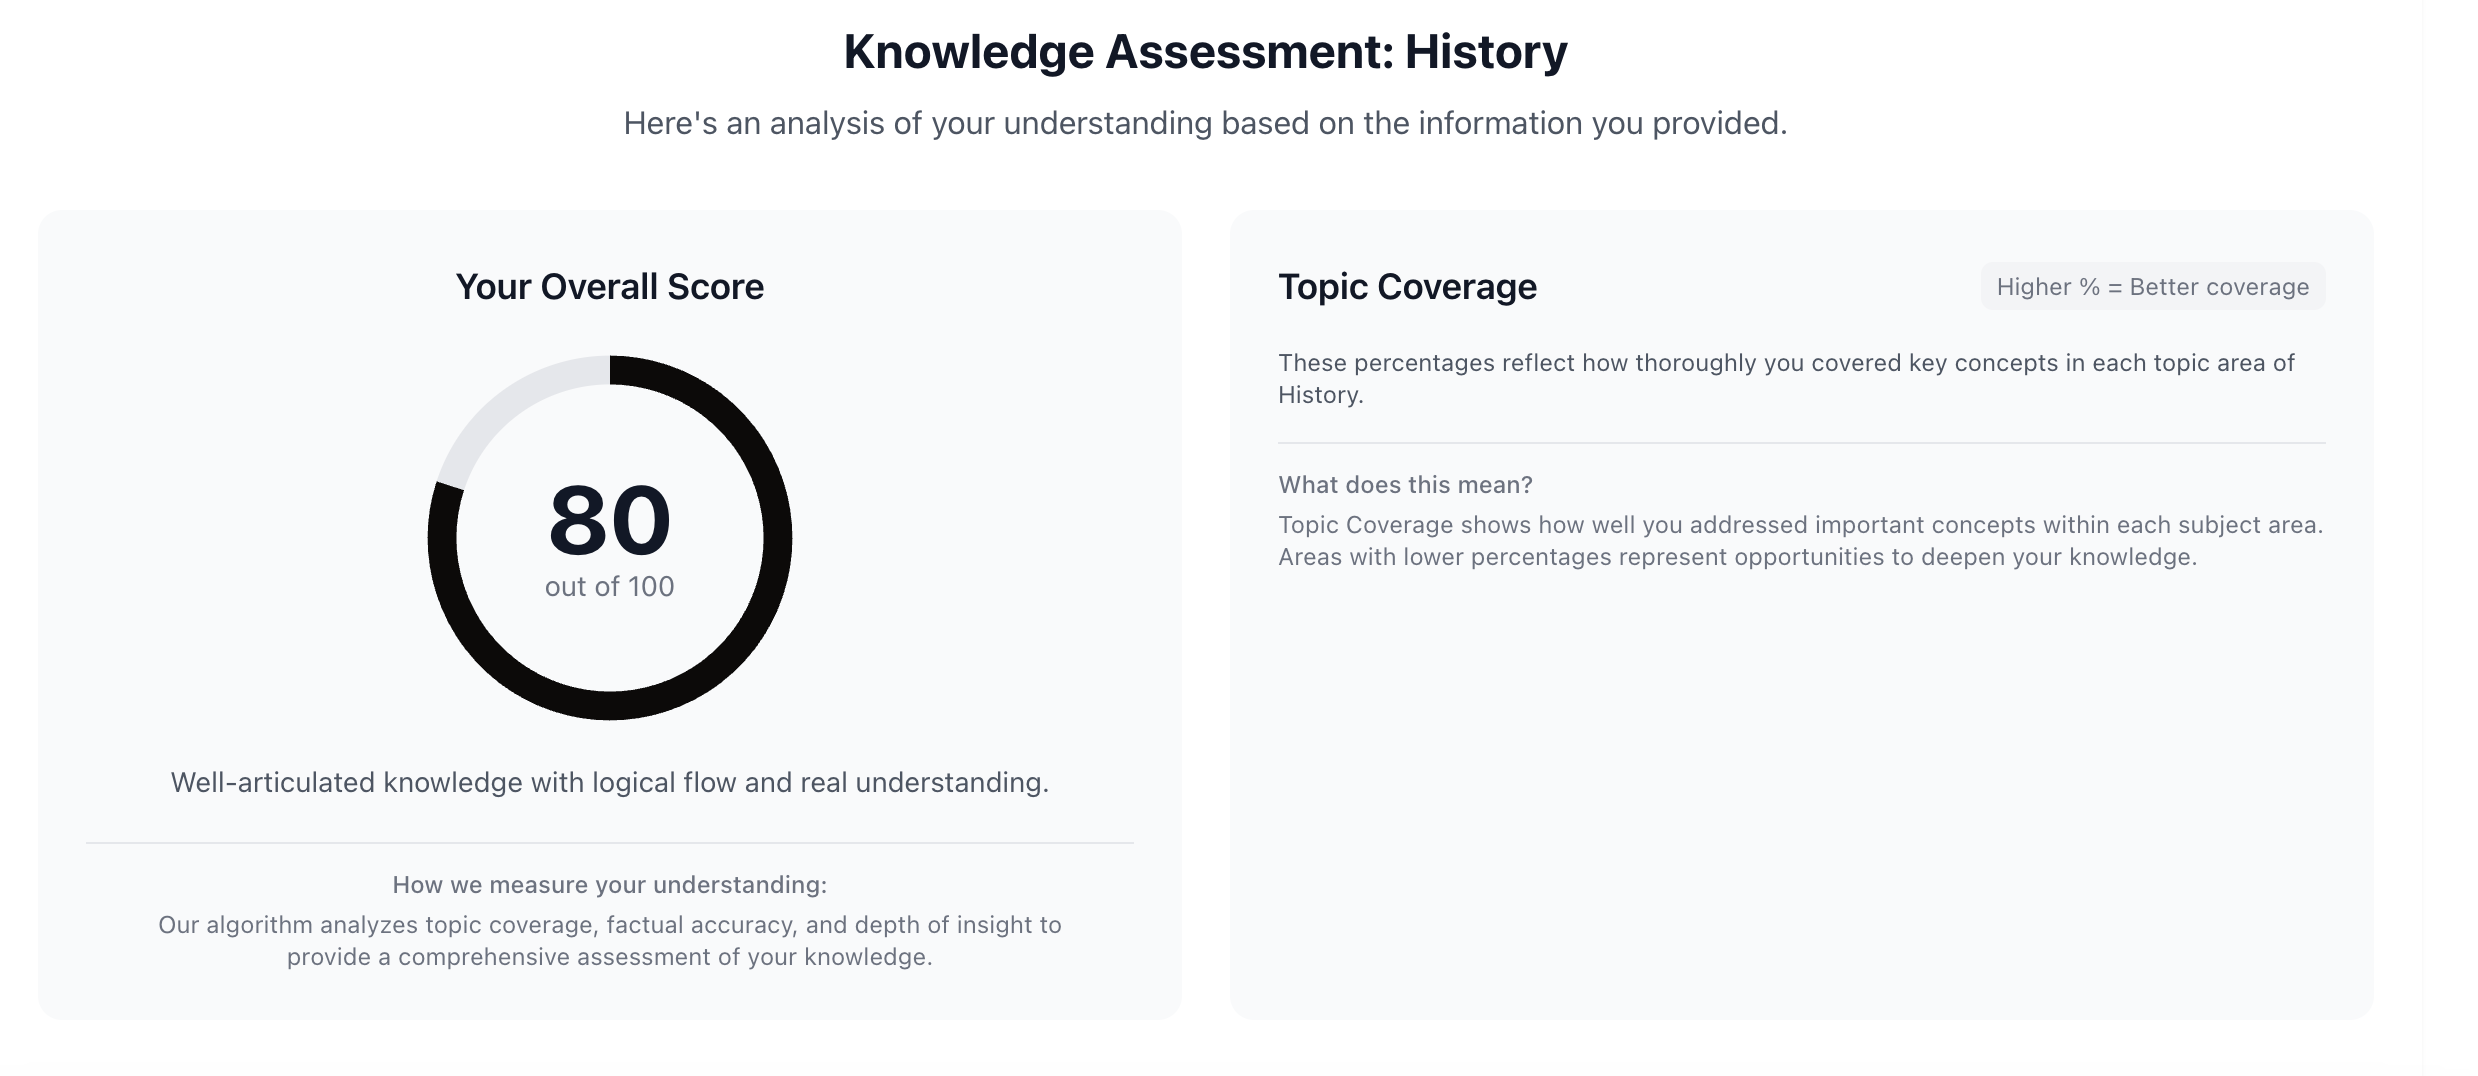 Knowledge Assessment: History
Here's an analysis of your understanding based on the information you provided.
Your Overall Score
80
out of 100
Well-articulated knowledge with logical flow and real understanding.
How we measure your understanding:
Our algorithm analyzes topic coverage, factual accuracy, and depth of insight to
provide a comprehensive assessment of your knowledge.
Topic Coverage
Higher % = Better coverage
These percentages reflect how thoroughly you covered key concepts in each topic area of
History.
What does this mean?
Topic Coverage shows how well you addressed important concepts within each subject area.
Areas with lower percentages represent opportunities to deepen your knowledge.